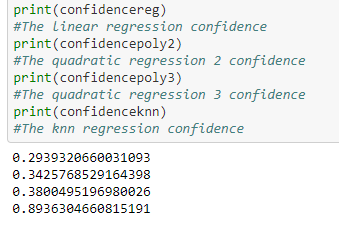 print(confidencereg)
#The linear regression confidence
print(confidencepoly2)
#The quadratic regression 2 confidence
print(confidencepoly3)
#The quadratic regression 3 confidence
print(confidenceknn)
#The knn regression confidence
0.2939320660031093
0.3425768529164398
0.3800495196980026
0.8936304660815191